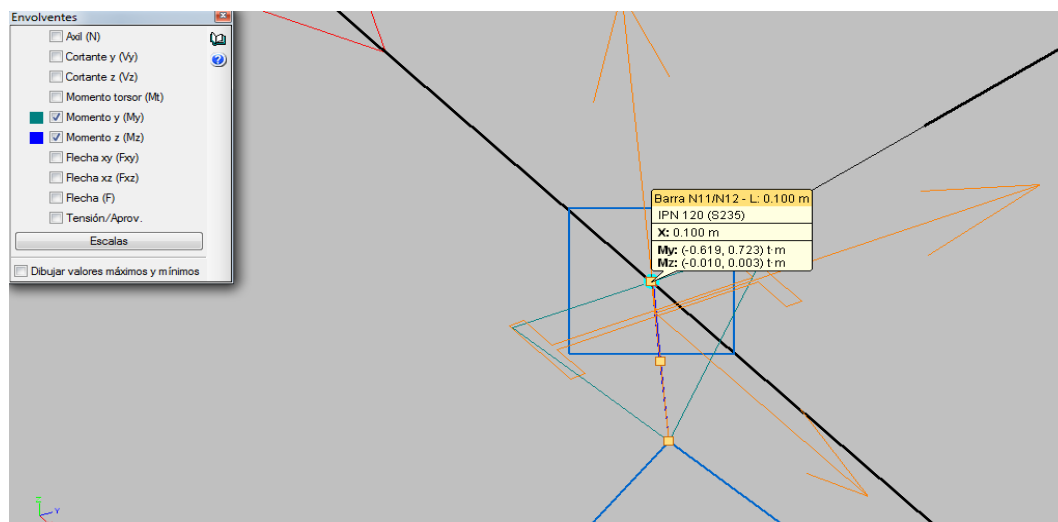 Envolventes
Axil (N)
Cortante y (Vy)
Cortante z (Vz)
Momento torsor (Mt)
Momento y (My)
Momento z (Mz)
Flecha xy (Fxy)
Flecha xz (Fxz)
Flecha (F)
Tensión/Aprov.
Escalas
Dibujar valores máximos y mínimos
Barra N11/N12 - L: 0.100 m
IPN 120 (S235)
X: 0.100 m
My: (-0.619, 0.723) t·m
Mz: (-0.010, 0.003) t·m
Y